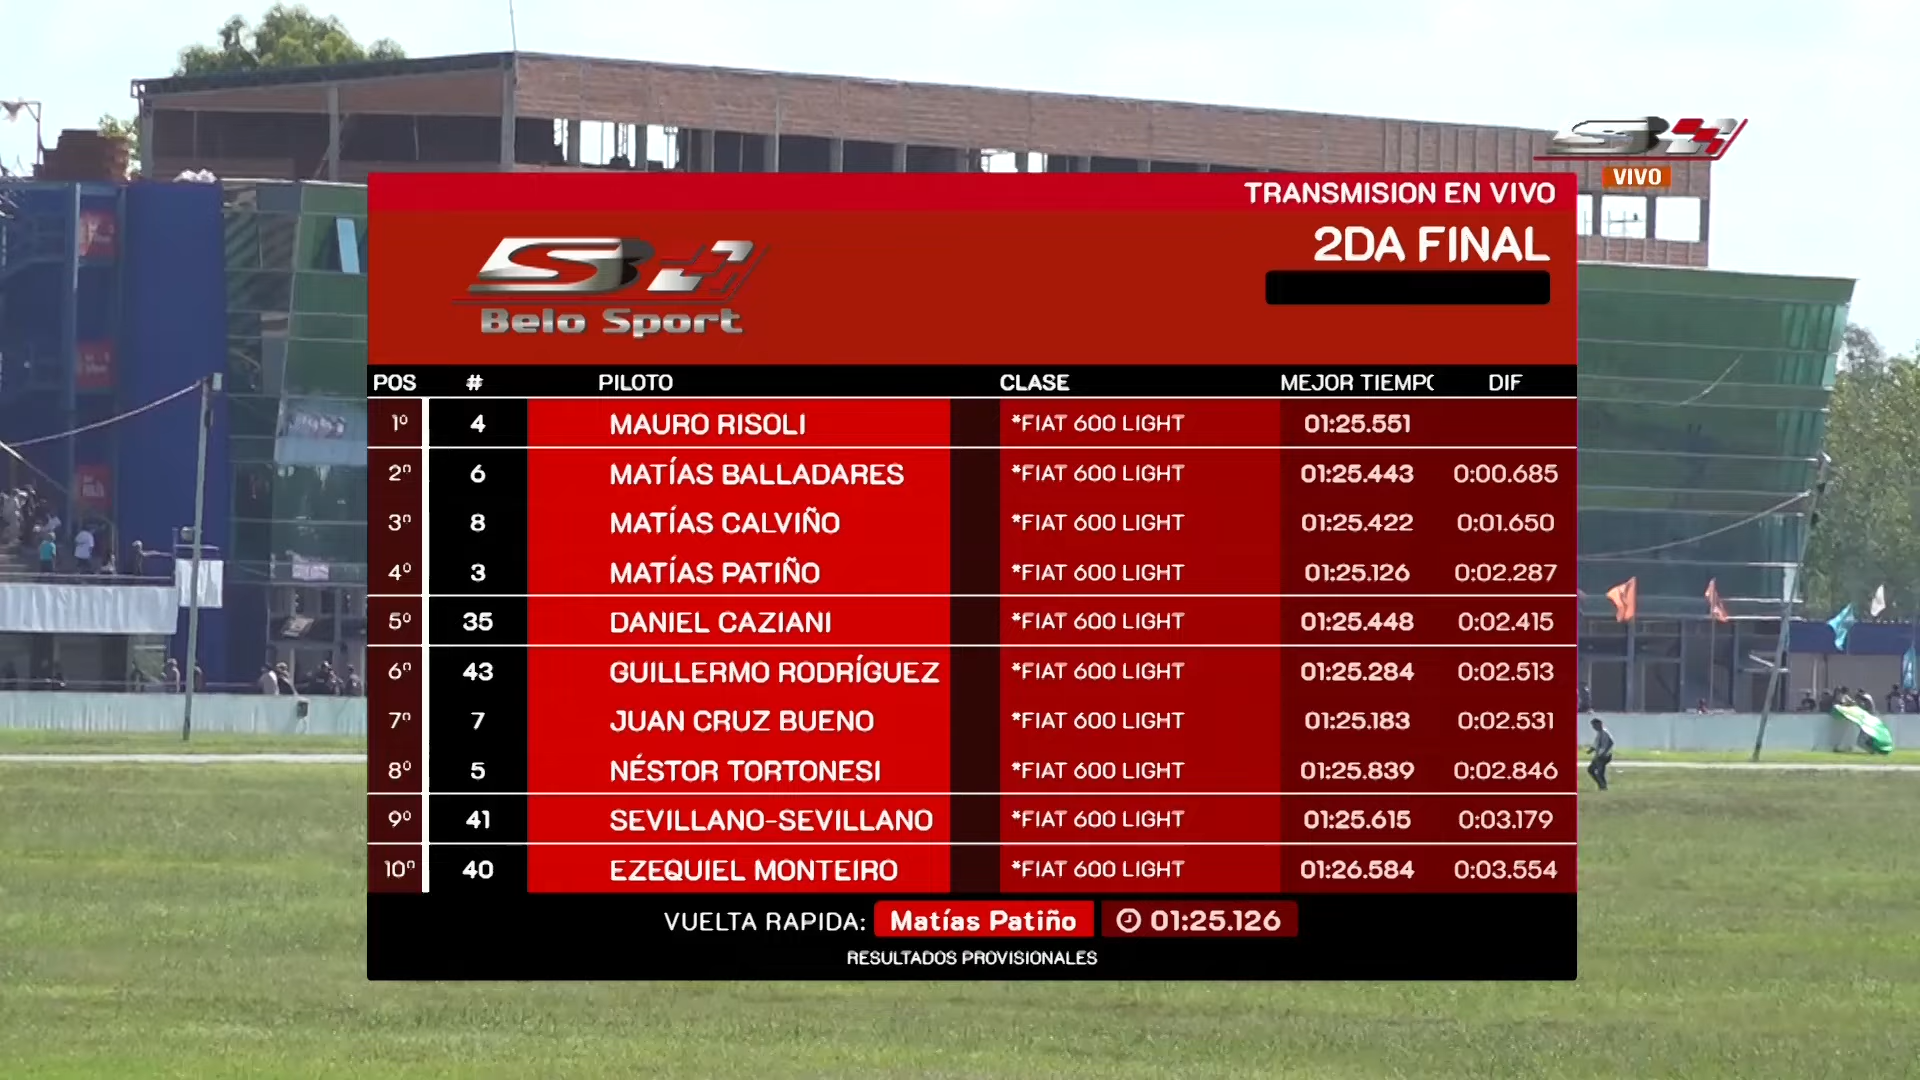 VIVO
TRANSMISION EN VIVO
2DA FINAL
Belo Sport
POS # PILOTO CLASE MEJOR TIEMPO DIF
1º 4 MAURO RISOLI *FIAT 600 LIGHT 01:25.551
2º 6 MATÍAS BALLADARES *FIAT 600 LIGHT 01:25.443 0:00.685
3º 8 MATÍAS CALVIÑO *FIAT 600 LIGHT 01:25.422 0:01.650
4º 3 MATÍAS PATIÑO *FIAT 600 LIGHT 01:25.126 0:02.287
5º 35 DANIEL CAZIANI *FIAT 600 LIGHT 01:25.448 0:02.415
6º 43 GUILLERMO RODRÍGUEZ *FIAT 600 LIGHT 01:25.284 0:02.513
7º 7 JUAN CRUZ BUENO *FIAT 600 LIGHT 01:25.183 0:02.531
8º 5 NÉSTOR TORTONESI *FIAT 600 LIGHT 01:25.839 0:02.846
9º 41 SEVILLANO-SEVILLANO *FIAT 600 LIGHT 01:25.615 0:03.179
10º 40 EZEQUIEL MONTEIRO *FIAT 600 LIGHT 01:26.584 0:03.554
VUELTA RAPIDA: Matías Patiño 01:25.126
RESULTADOS PROVISIONALES